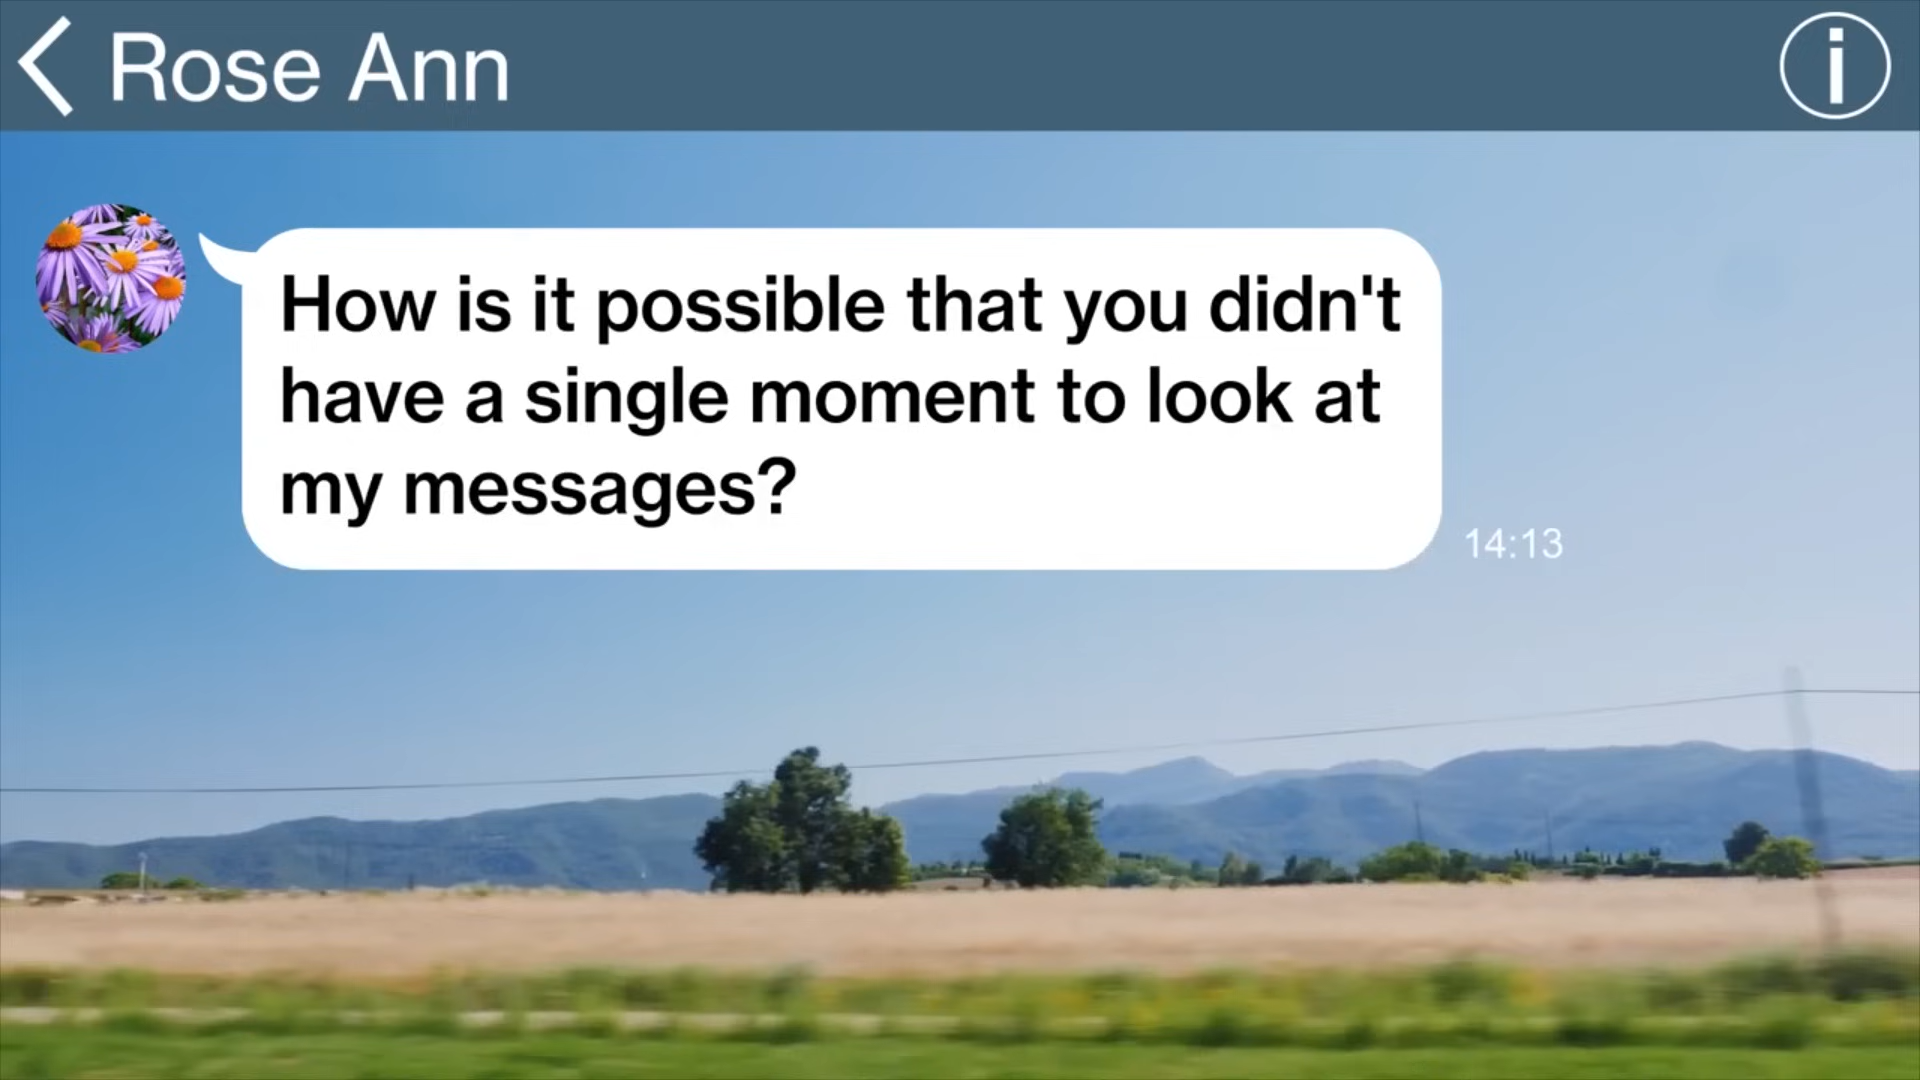 Rose Ann
How is it possible that you didn't
have a single moment to look at
my messages?
14:13